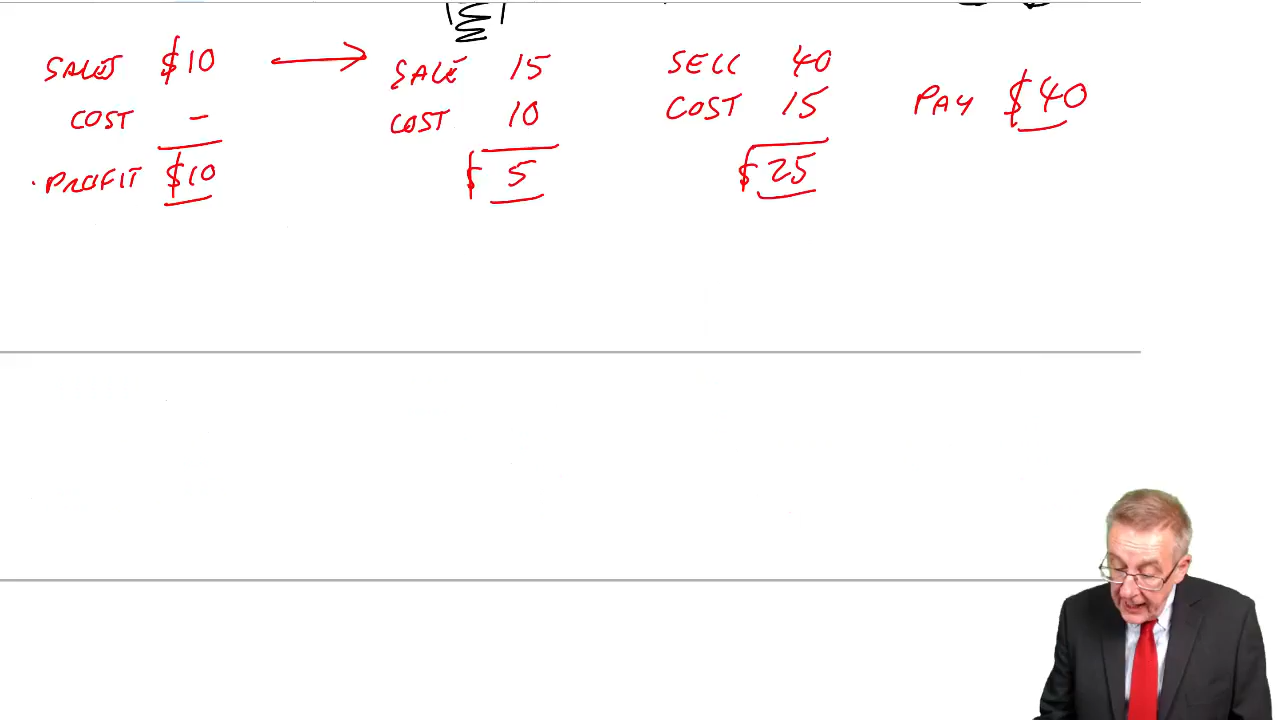 SALES $10
COST -
PROFIT $10
SALE 15
COST 10
$ 5
SELL 40
COST 15
$ 25
PAY $40